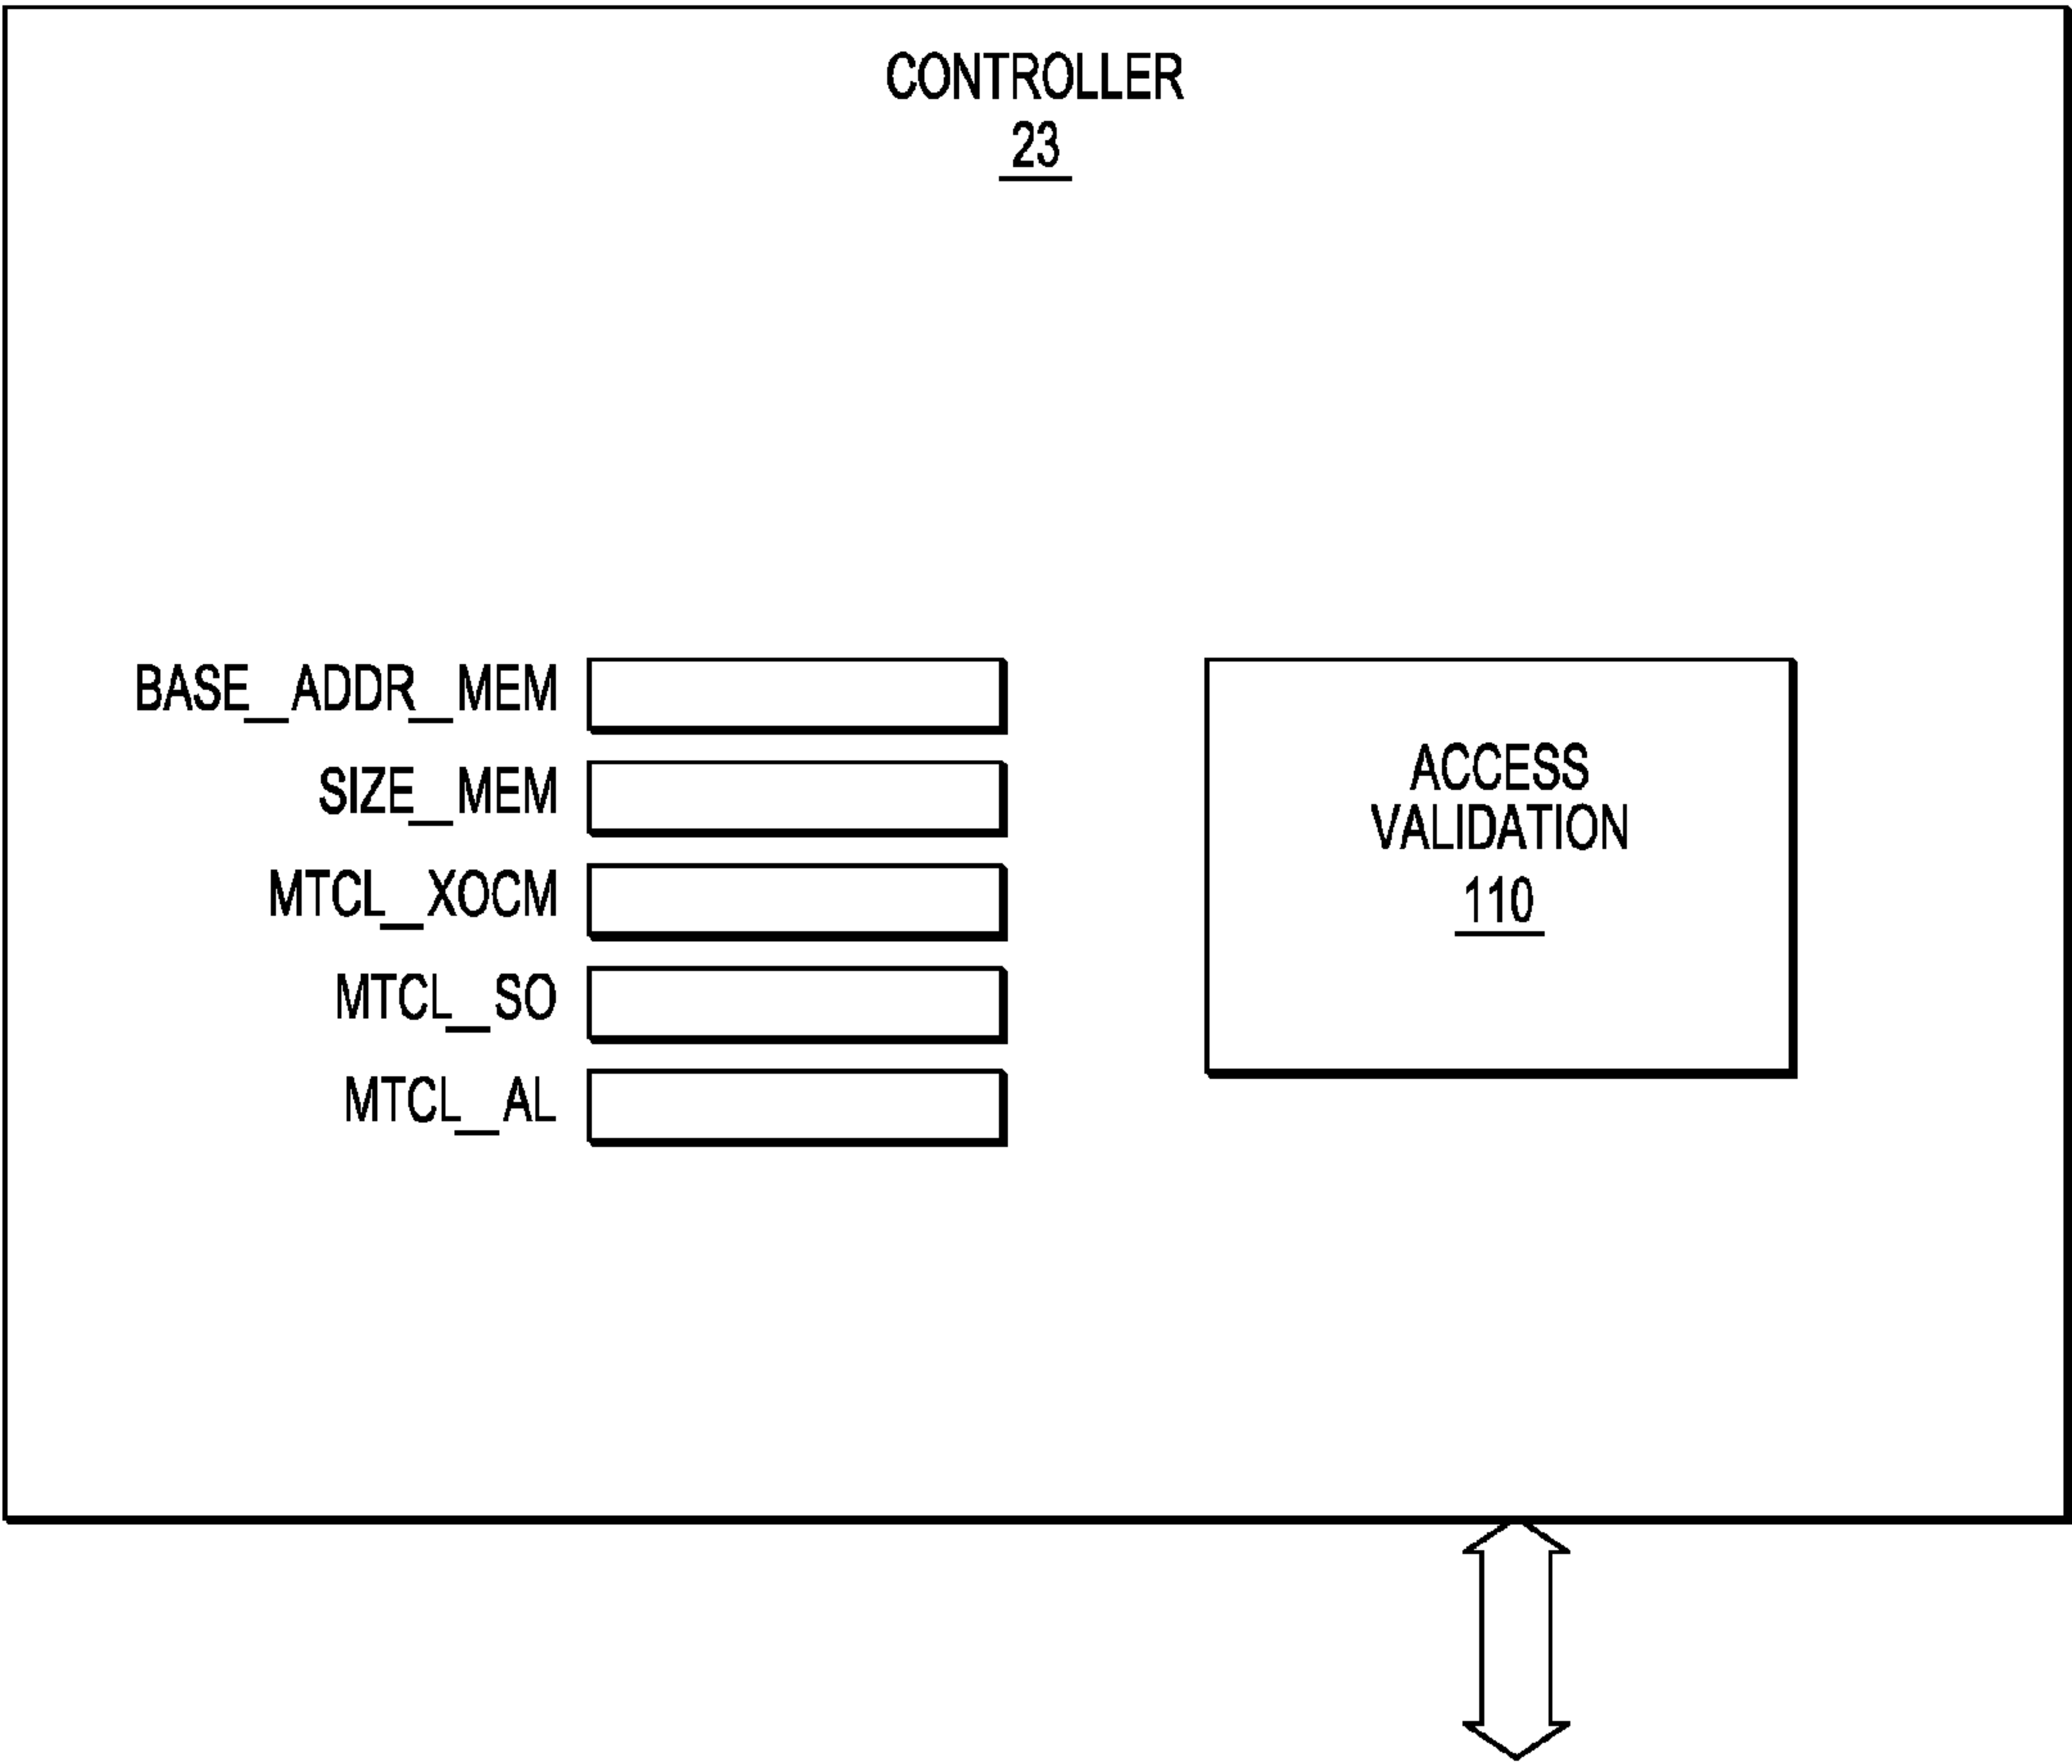 CONTROLLER
23
BASE_ADDR_MEM
SIZE_MEM
MTCL_XOCM
MTCL_SO
MTCL_AL
ACCESS
VALIDATION
110